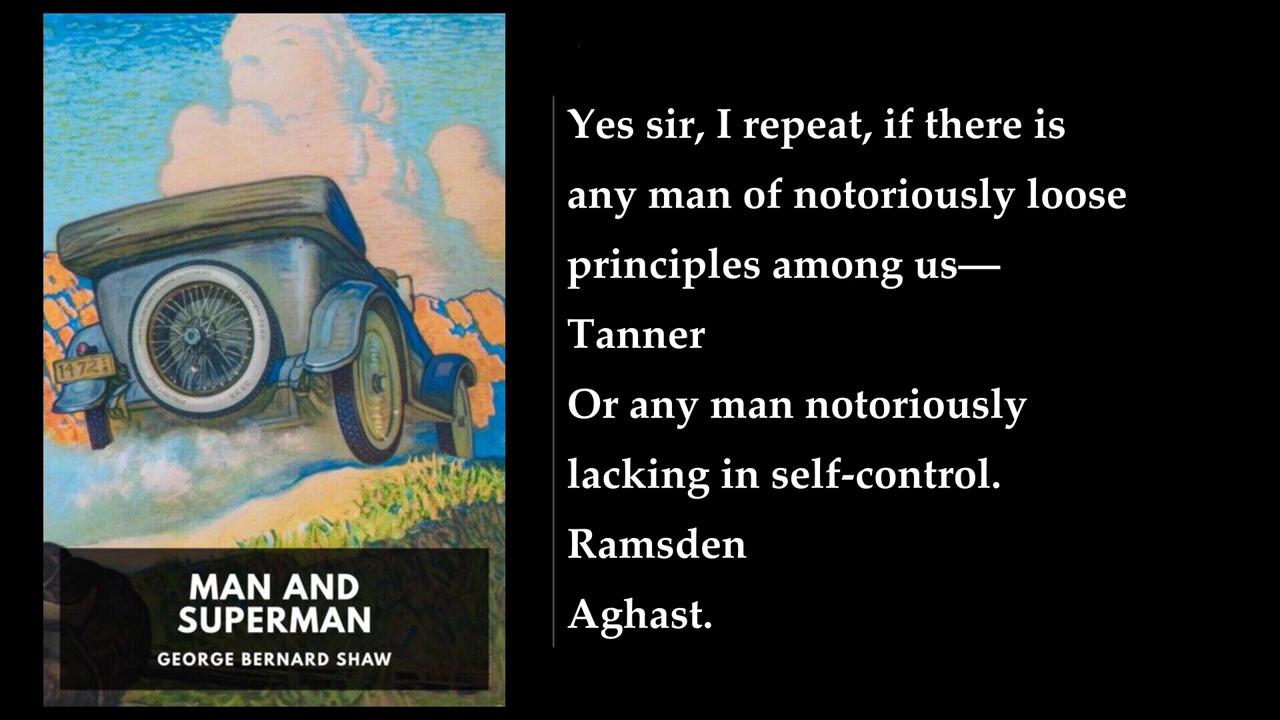 1472
MAN AND
SUPERMAN
GEORGE BERNARD SHAW
Yes sir, I repeat, if there is
any man of notoriously loose
principles among us—
Tanner
Or any man notoriously
lacking in self-control.
Ramsden
Aghast.